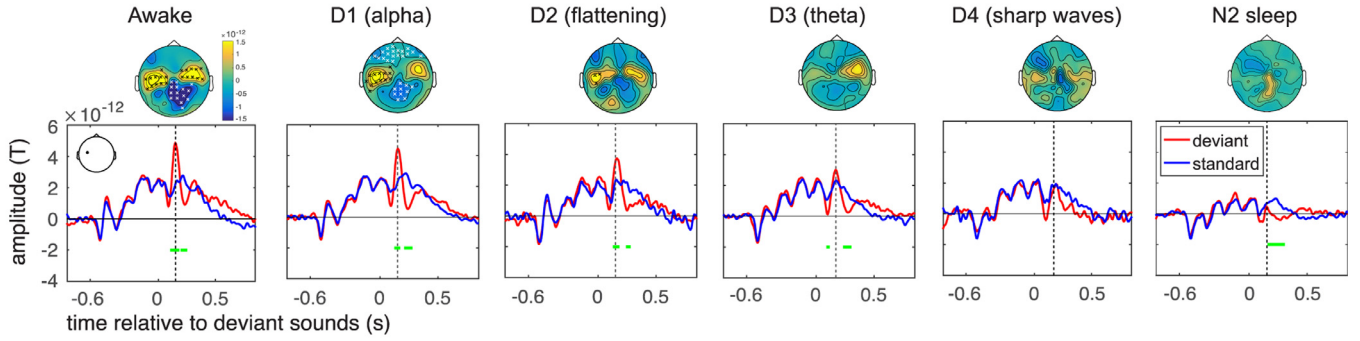 Awake
D1 (alpha)
D2 (flattening)
D3 (theta)
D4 (sharp waves)
N2 sleep
×10-12
1.5
1
0.5
0
-0.5
-1
-1.5
× 10-12
6
4
2
0
-2
-4
amplitude (T)
deviant
standard
-0.6 0 0.5
-0.6 0 0.5
-0.6 0 0.5
-0.6 0 0.5
-0.6 0 0.5
-0.6 0 0.5
time relative to deviant sounds (s)